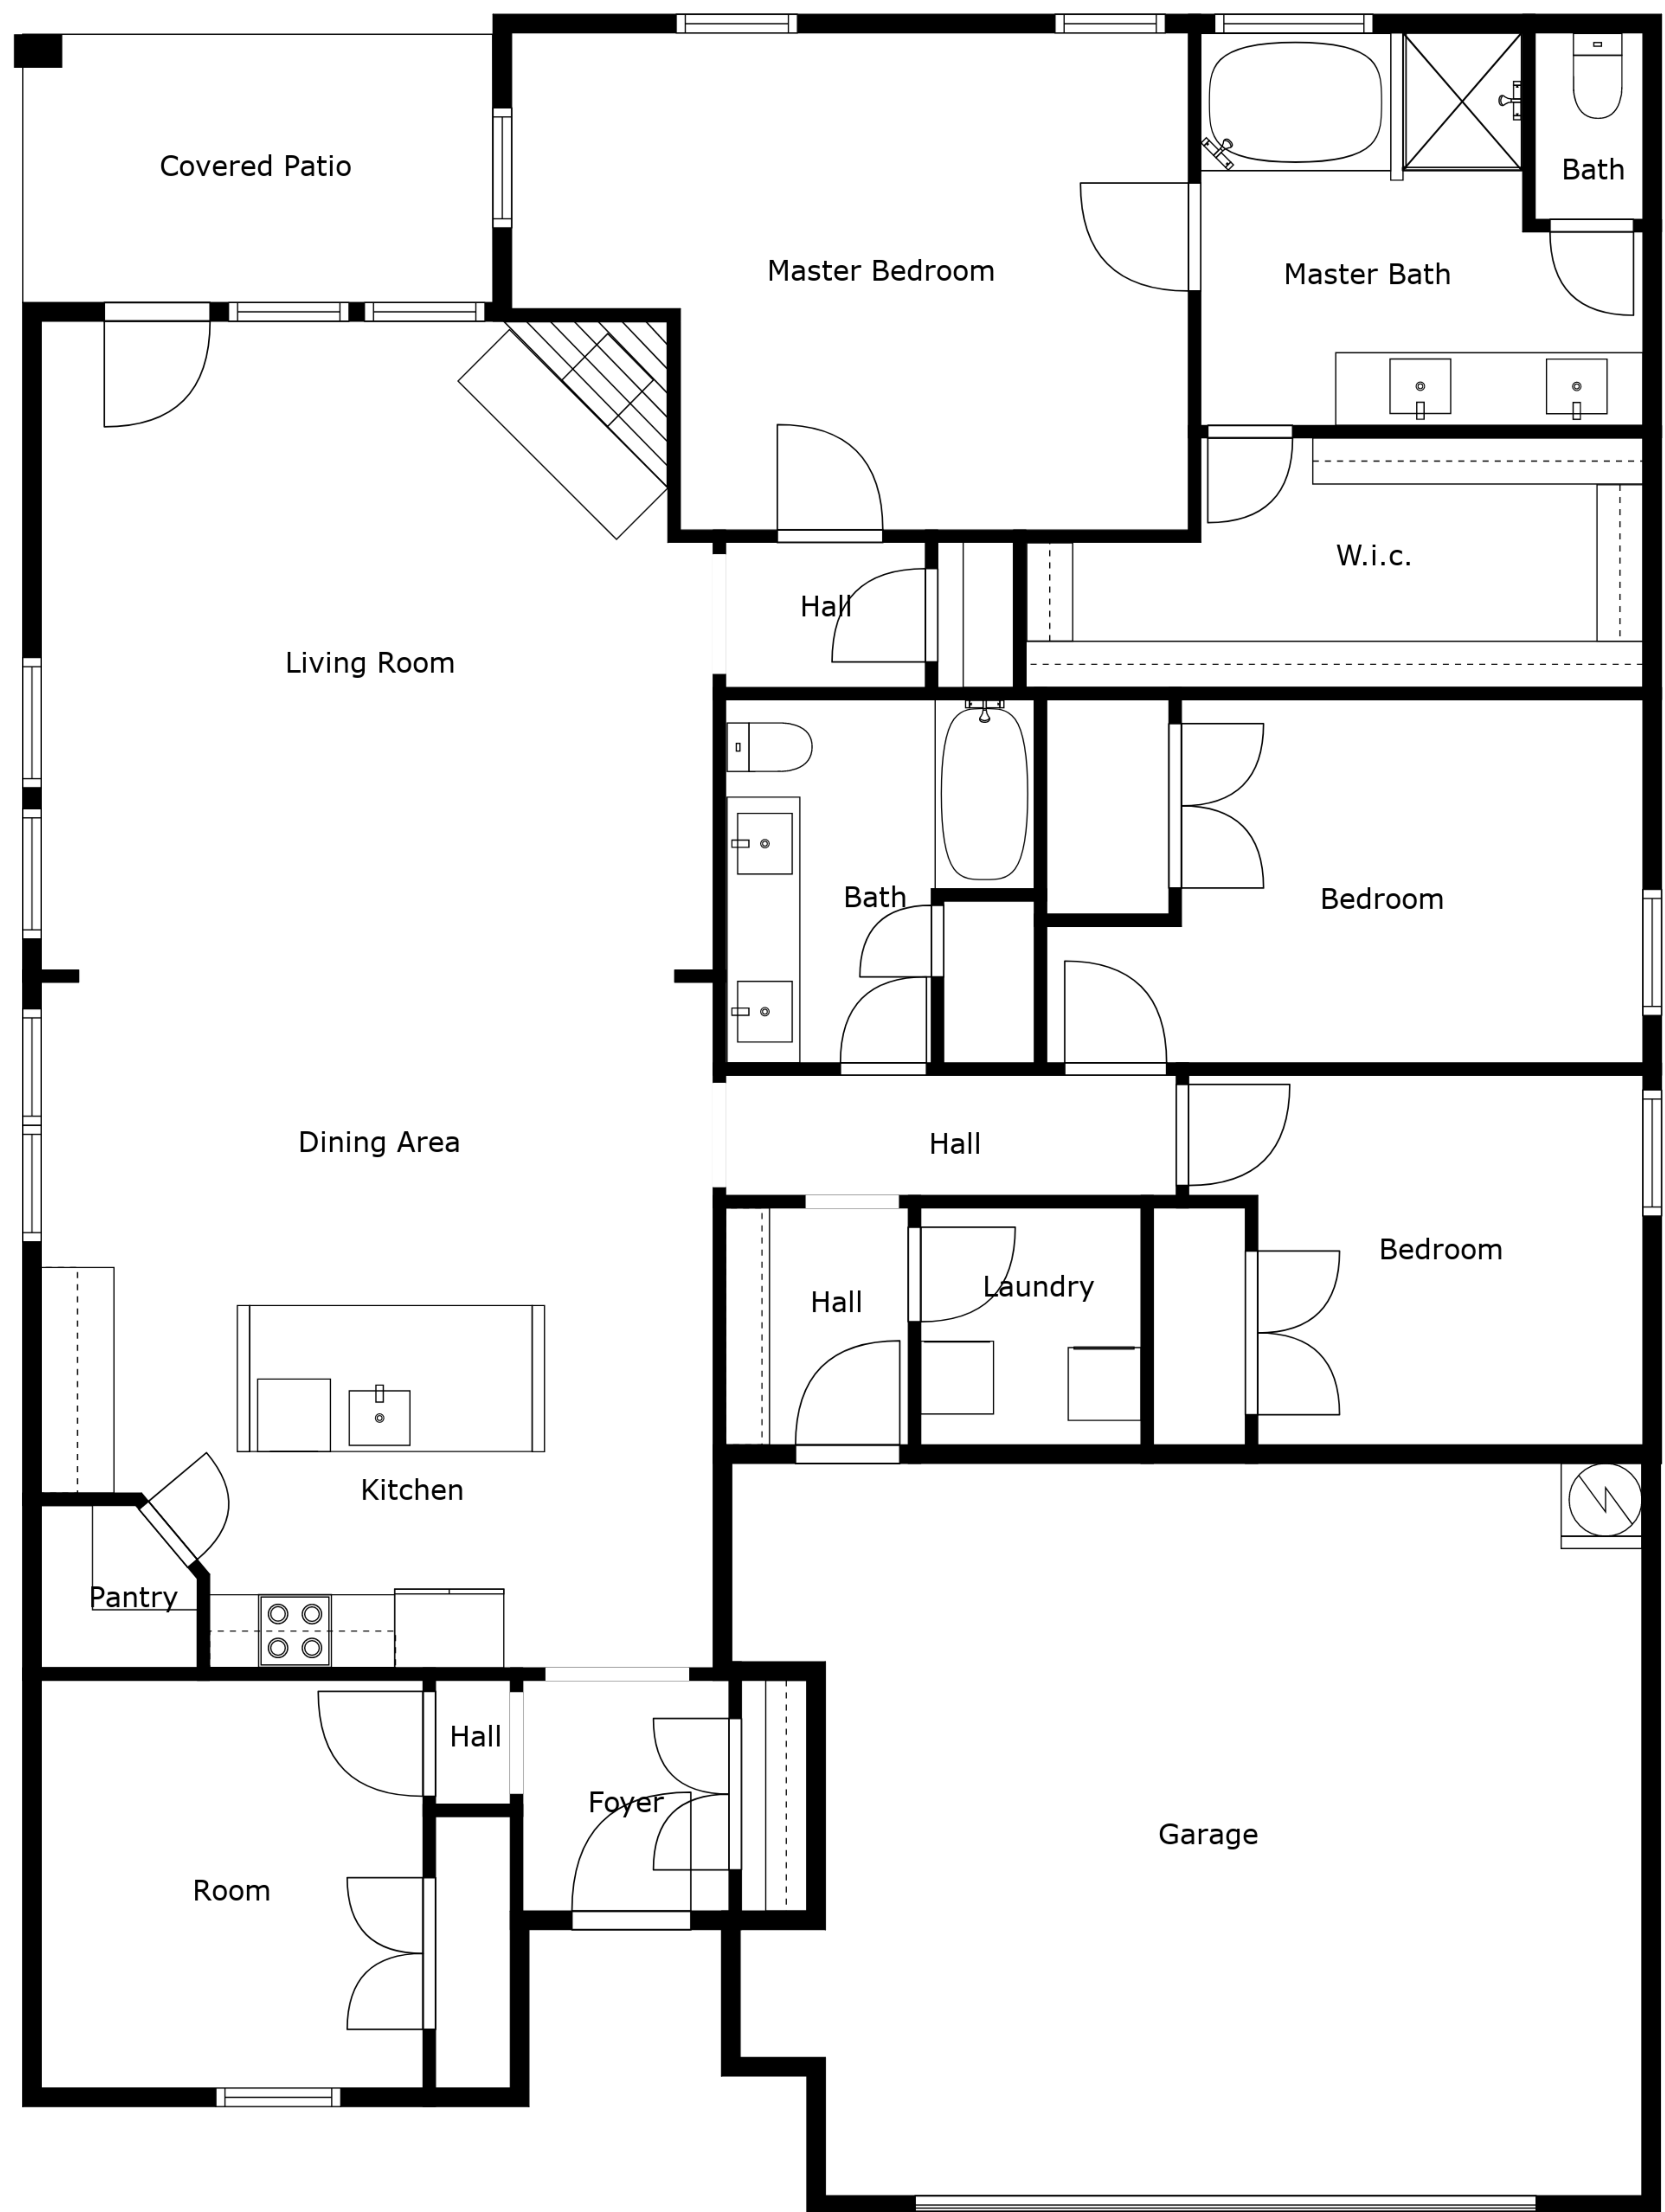 Covered Patio
Bath
Master Bedroom
Master Bath
W.i.c.
Hall
Living Room
Bath
Bedroom
Dining Area
Hall
Bedroom
Laundry
Hall
Kitchen
Pantry
Hall
Foyer
Garage
Room